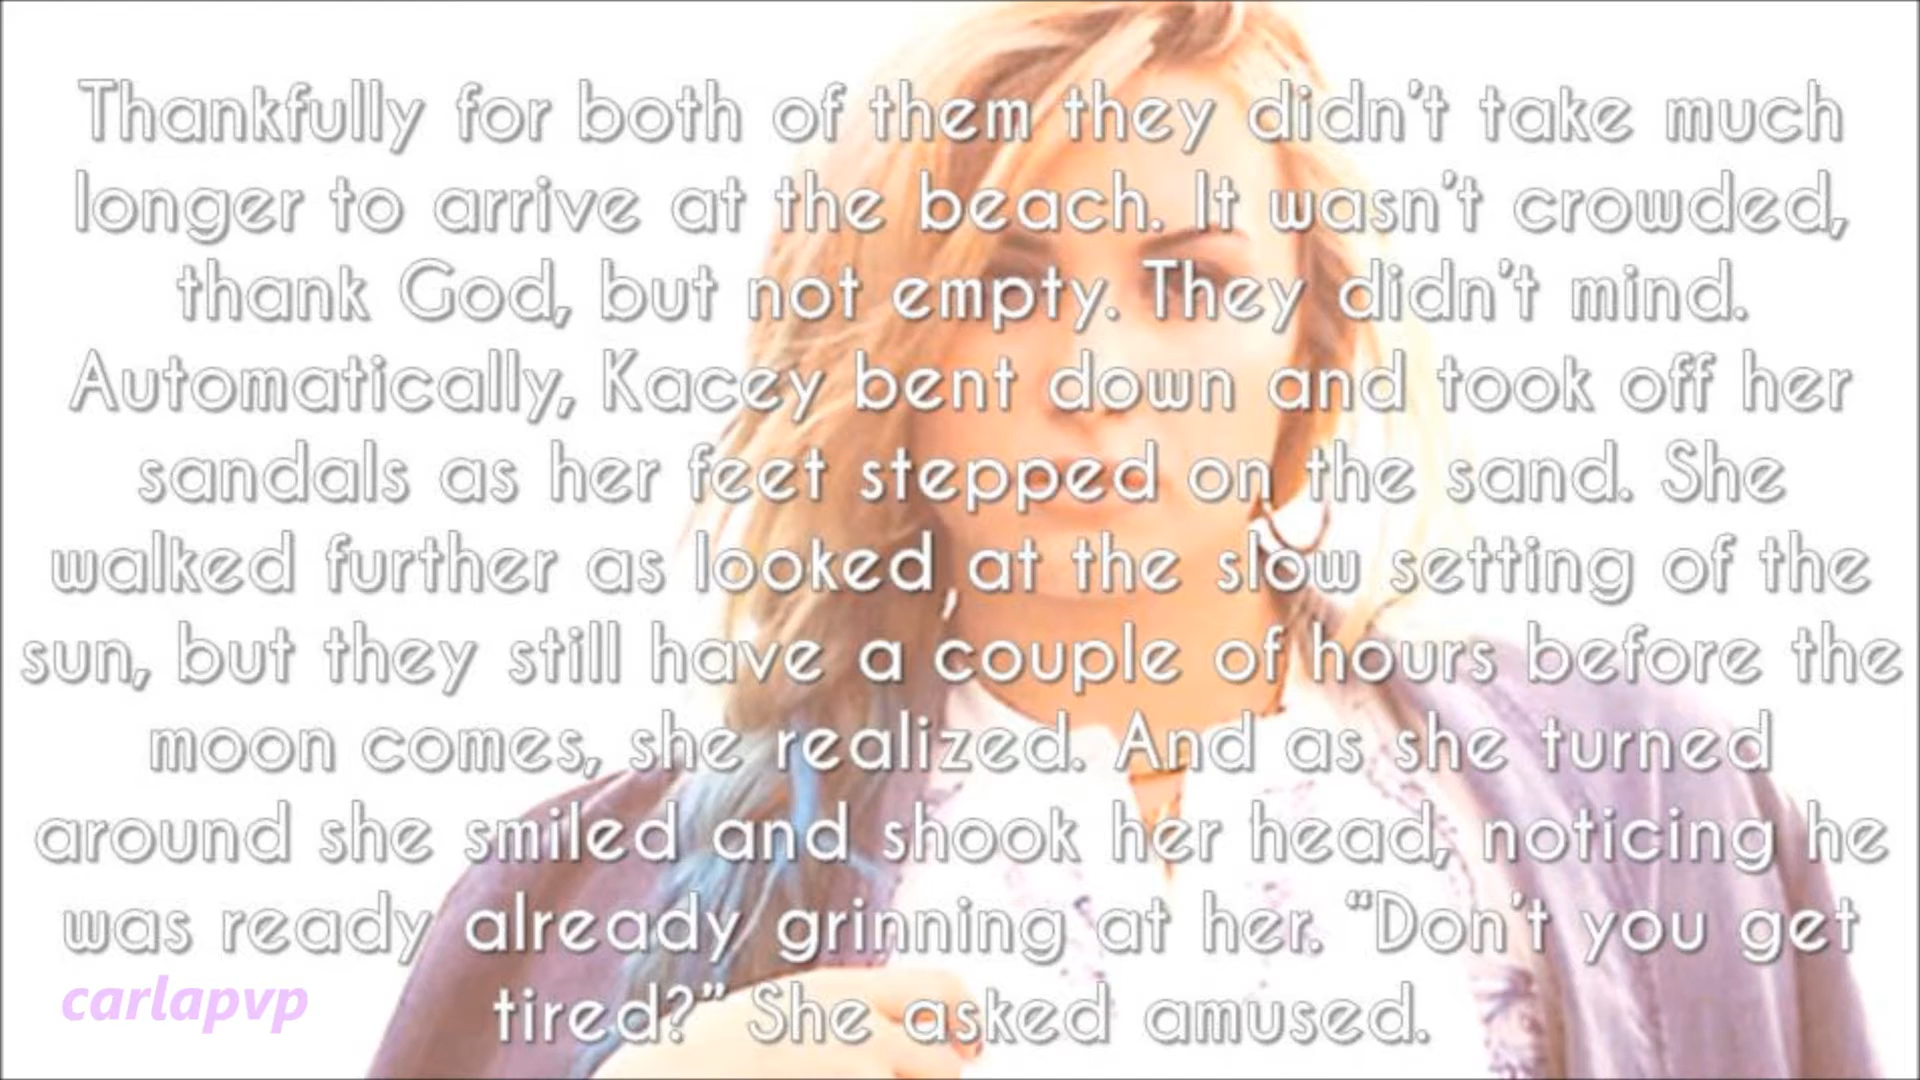 Thankfully for both of them they didn't take much
longer to arrive at the beach. It wasn't crowded,
thank God, but not empty. They didn't mind.
Automatically, Kacey bent down and took off her
sandals as her feet stepped on the sand. She
walked further as looked at the slow setting of the
sun, but they still have a couple of hours before the
moon comes, she realized. And as she turned
around she smiled and shook her head, noticing he
was ready already grinning at her. “Don't you get
tired?” She asked amused.
carlapvp